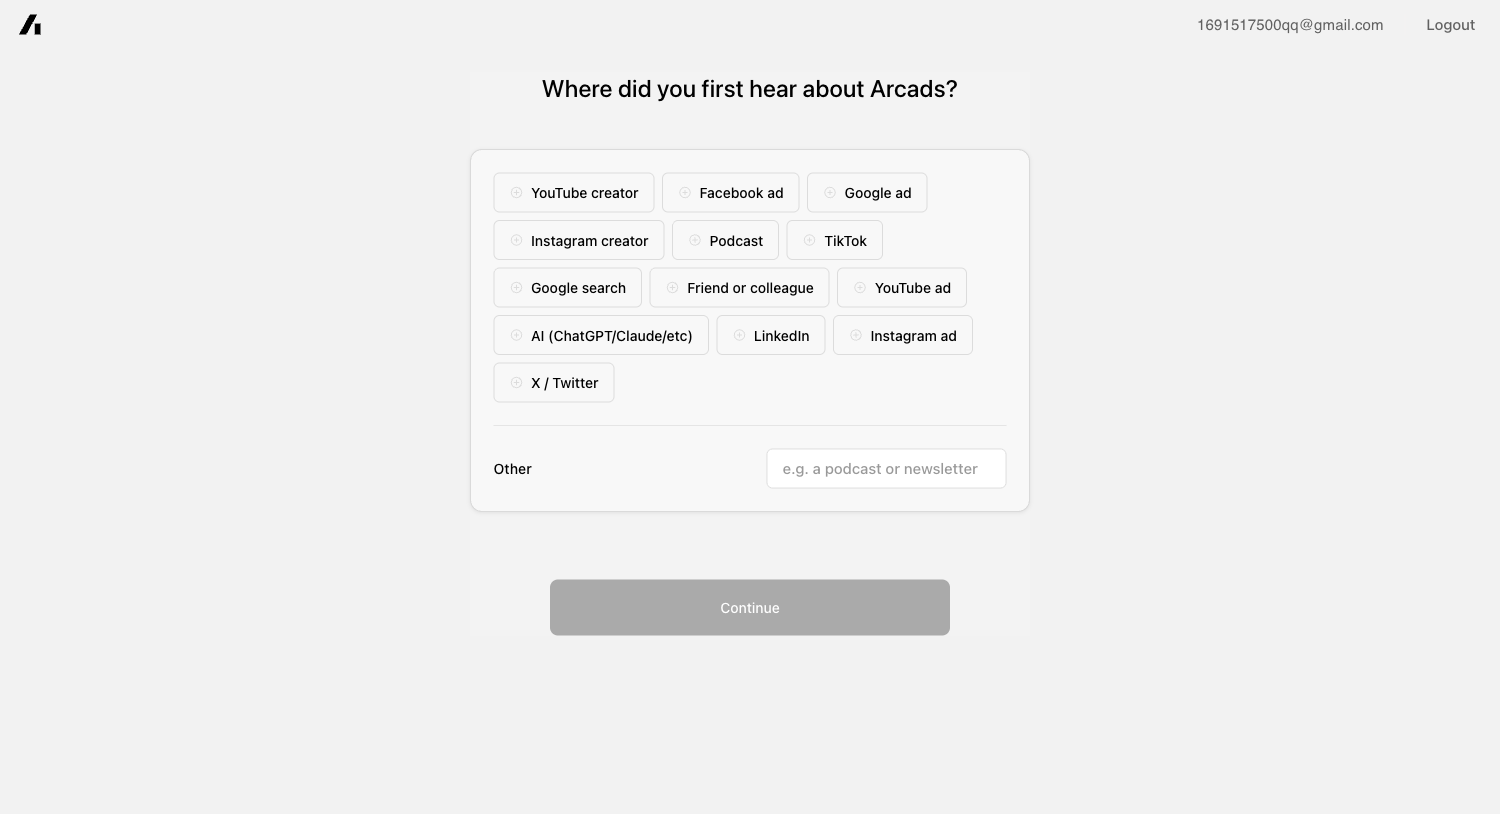 1691517500qq@gmail.com Logout
Where did you first hear about Arcads?
YouTube creator Facebook ad Google ad
Instagram creator Podcast TikTok
Google search Friend or colleague YouTube ad
AI (ChatGPT/Claude/etc) LinkedIn Instagram ad
X / Twitter
Other e.g. a podcast or newsletter
Continue